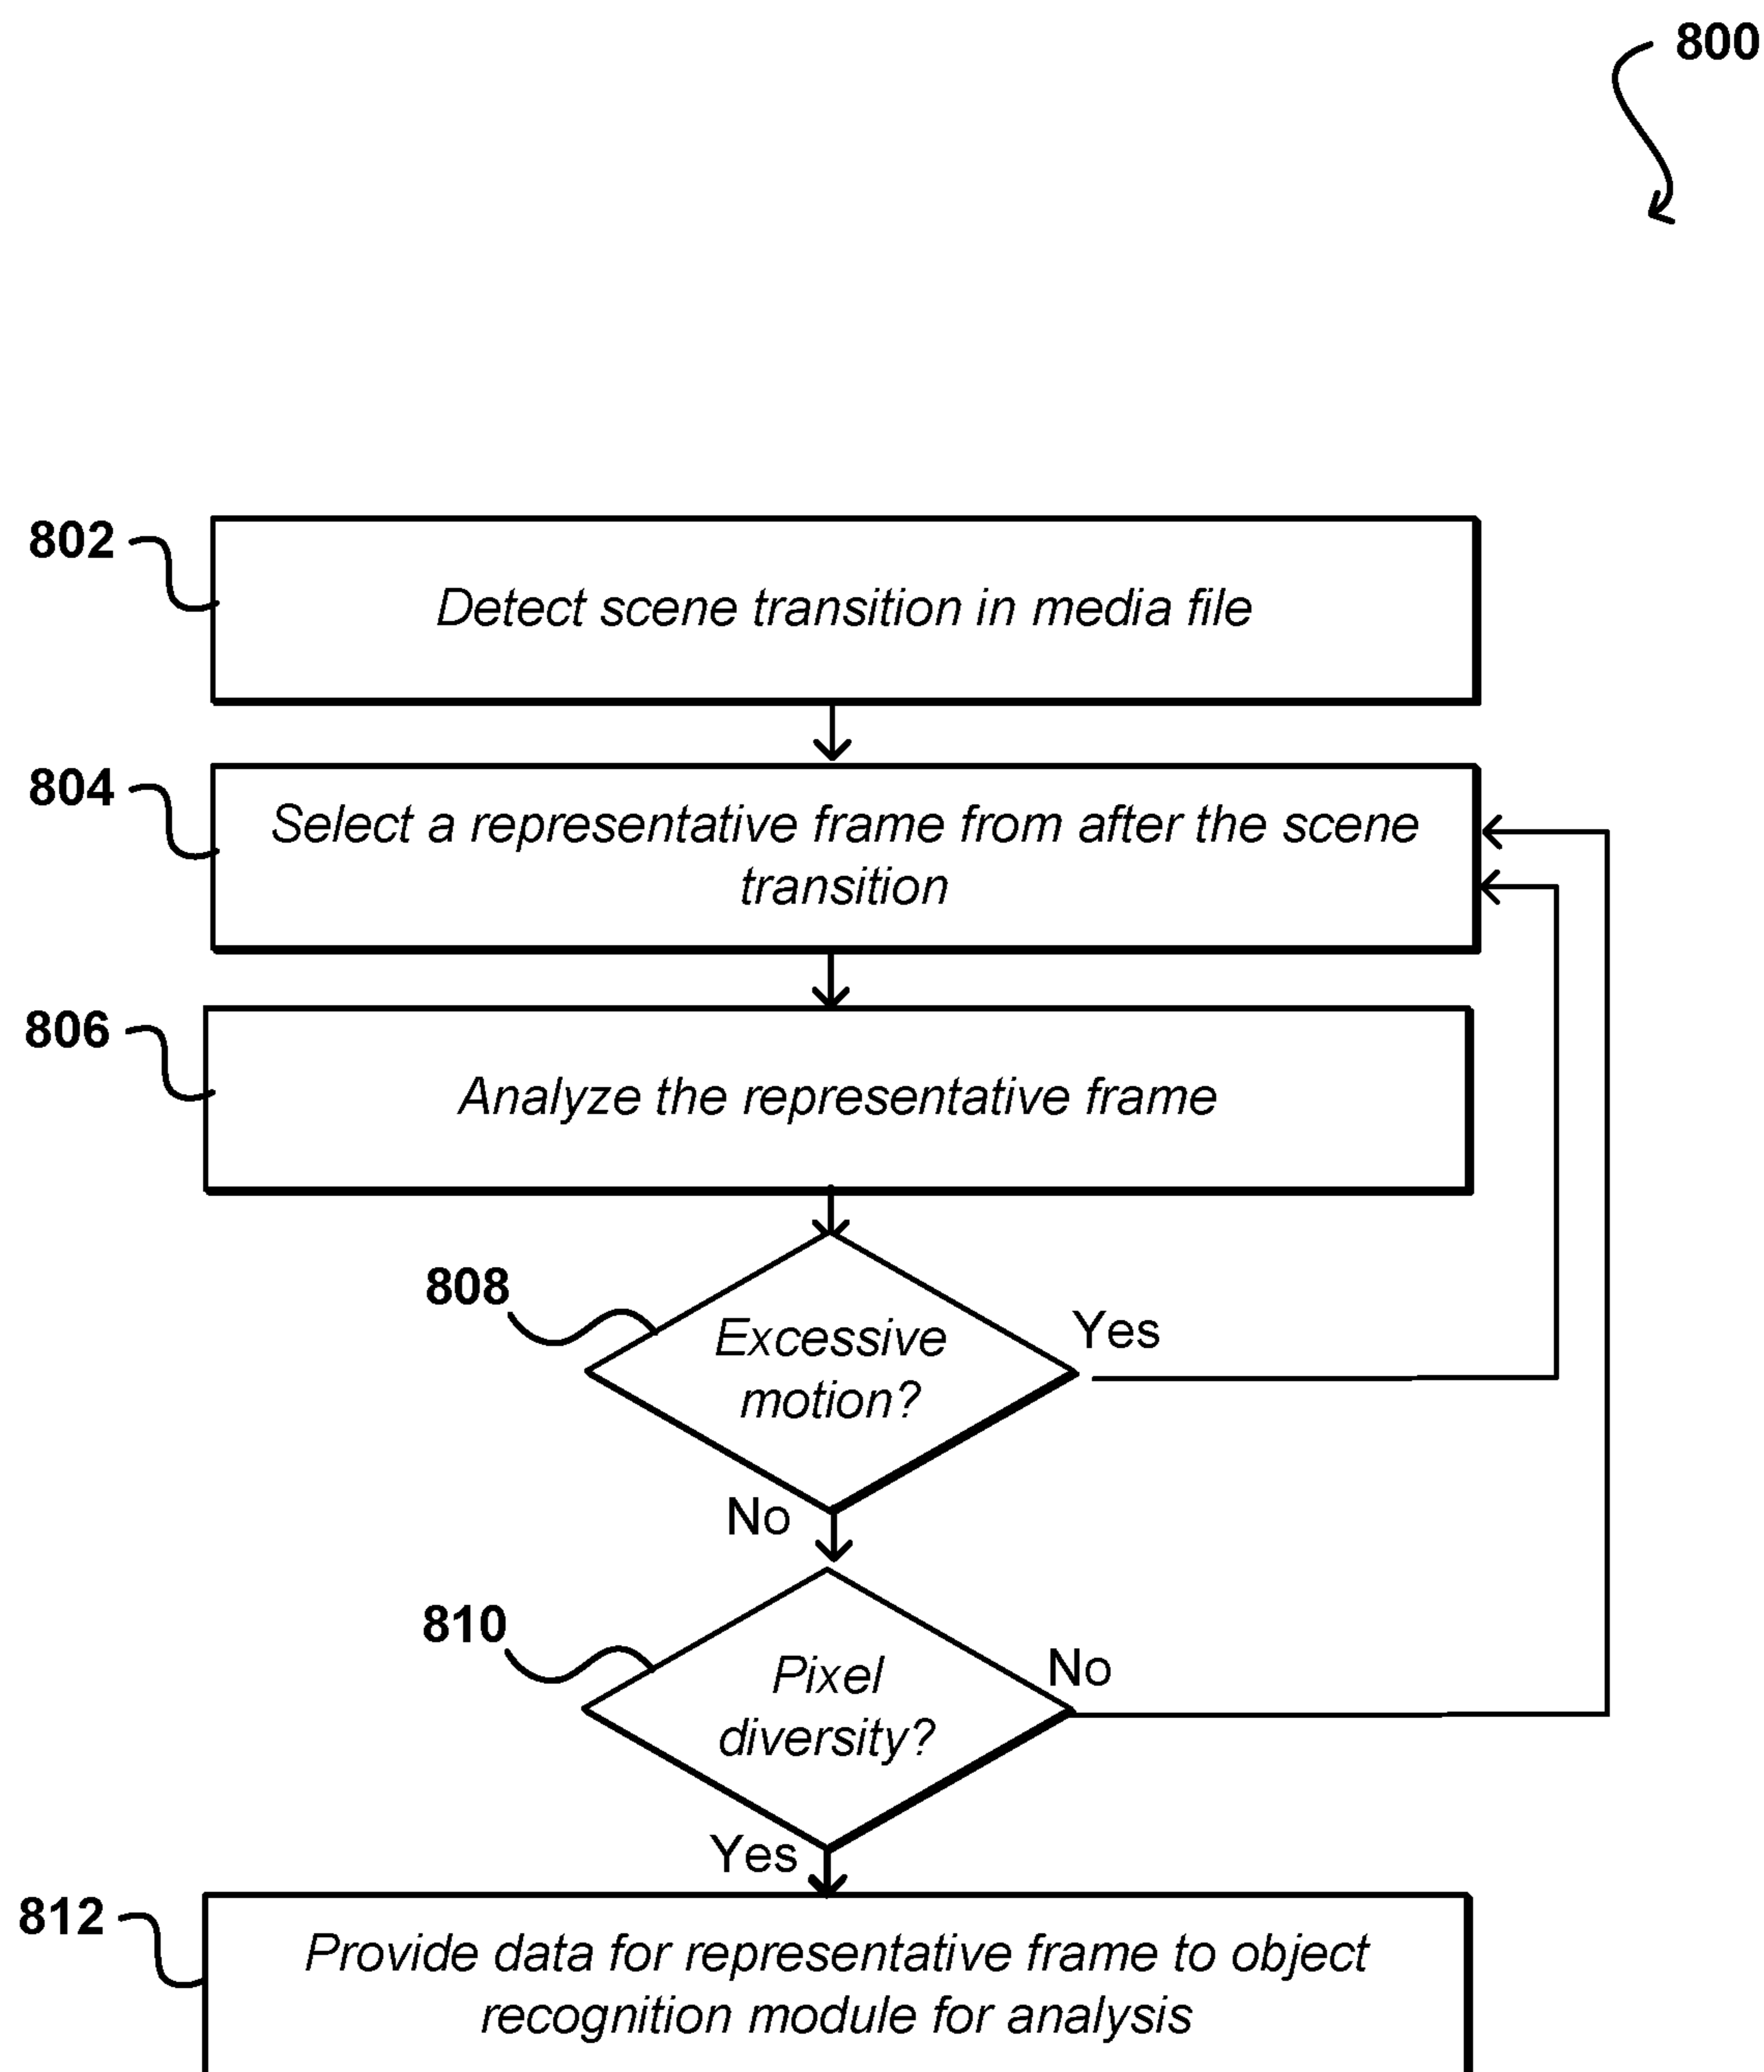 800
802
Detect scene transition in media file
804
Select a representative frame from after the scene
transition
806
Analyze the representative frame
808
Excessive
motion?
Yes
No
810
Pixel
diversity?
No
Yes
812
Provide data for representative frame to object
recognition module for analysis